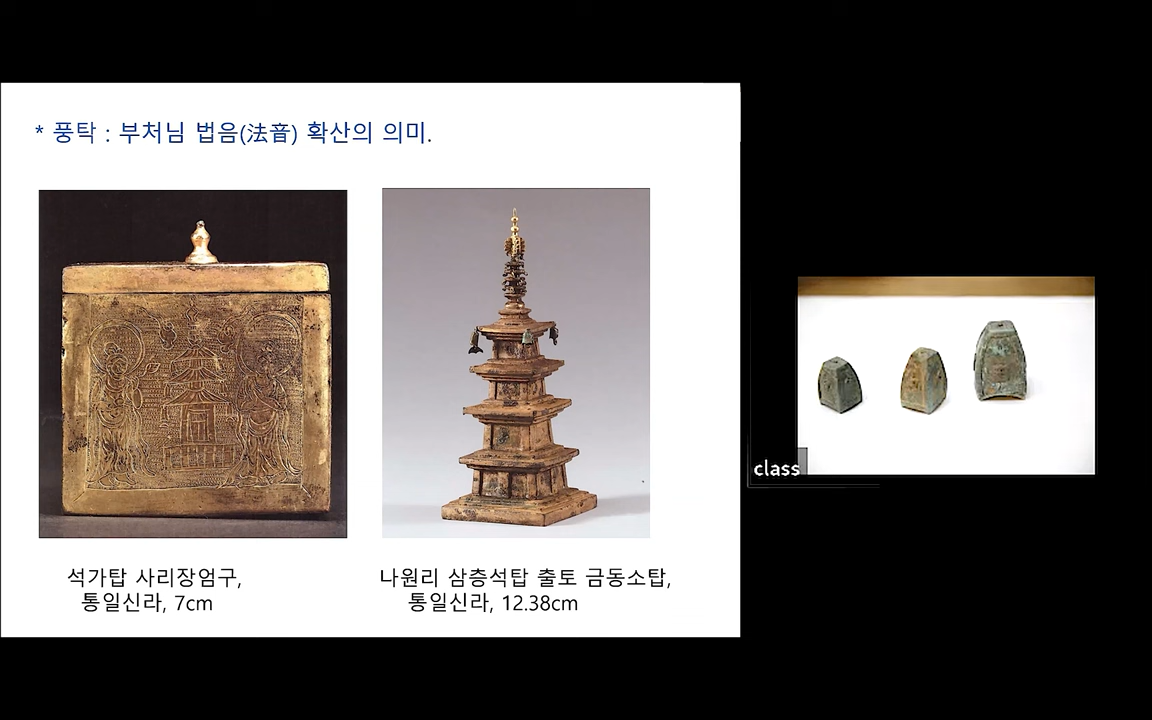 * 풍탁 : 부처님 법음(法音) 확산의 의미.
석가탑 사리장엄구,
통일신라, 7cm
나원리 삼층석탑 출토 금동소탑,
통일신라, 12.38cm
class